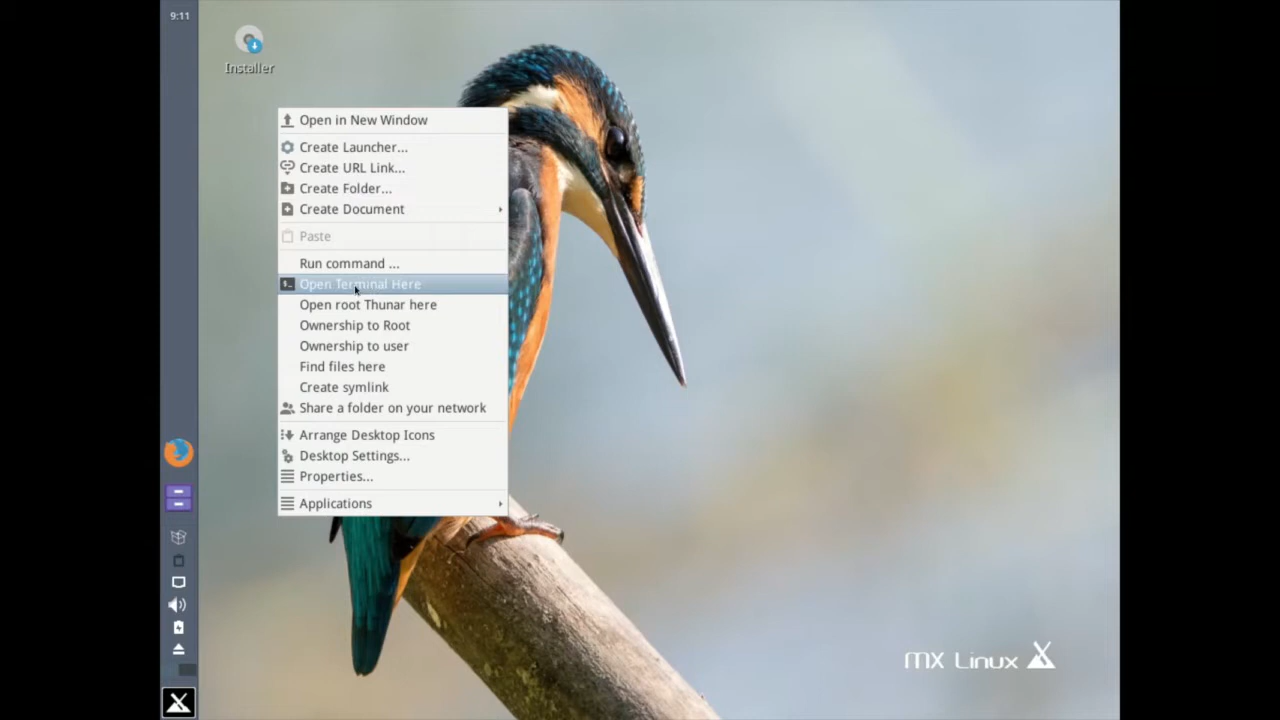 9:11
Installer
Open in New Window
Create Launcher...
Create URL Link...
Create Folder...
Create Document
Paste
Run command ...
Open Terminal Here
Open root Thunar here
Ownership to Root
Ownership to user
Find files here
Create symlink
Share a folder on your network
Arrange Desktop Icons
Desktop Settings...
Properties...
Applications
MX Linux